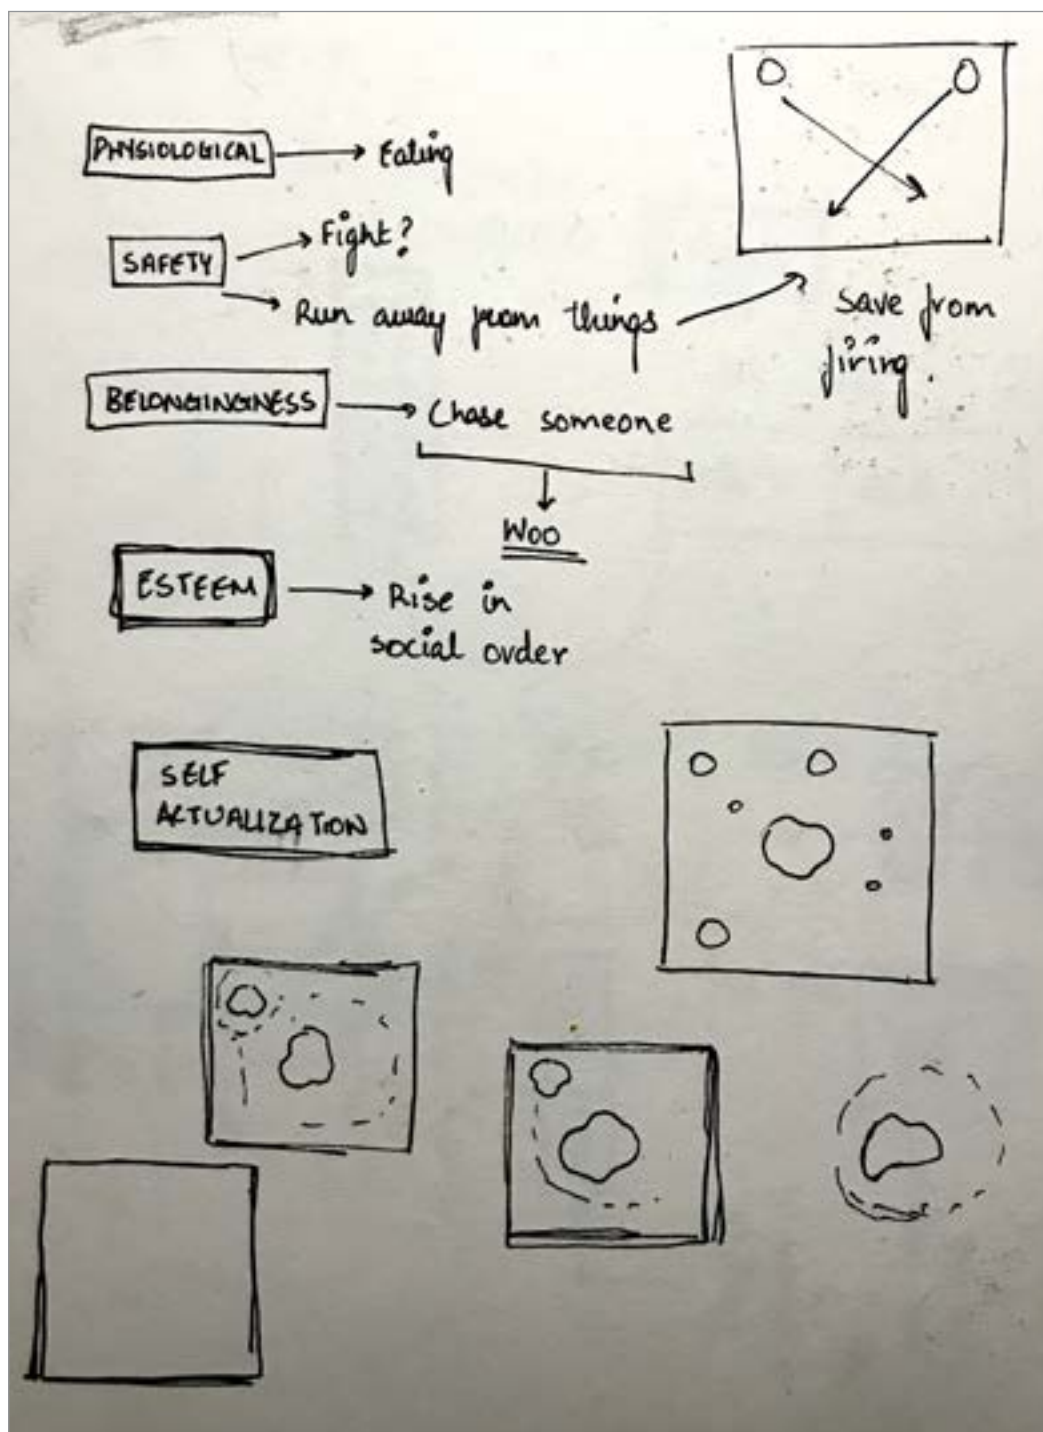 PHYSIOLOGICAL → Eating
SAFETY → Fight?
→ Run away from things →
save from
firing.
BELONGINGNESS → Chase someone
Woo
ESTEEM → Rise in
social order
SELF
ACTUALIZATION